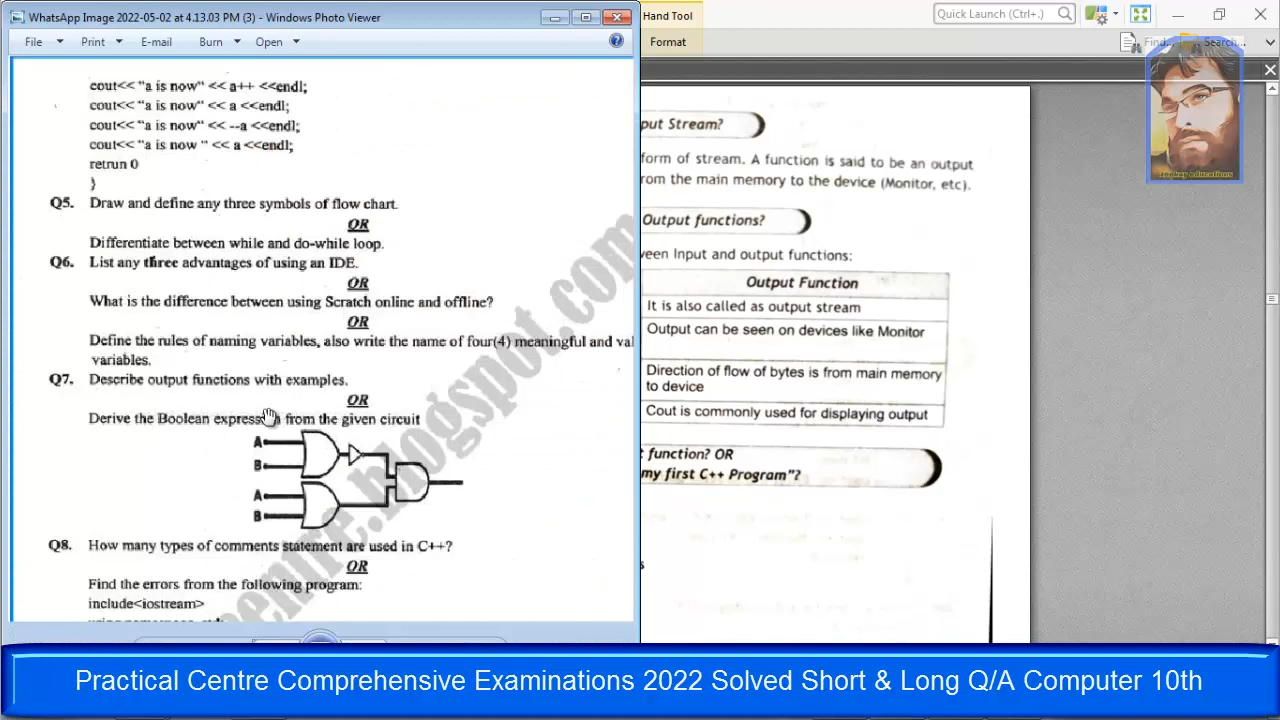 WhatsApp Image 2022-05-02 at 4.13.03 PM (3) - Windows Photo Viewer
File Print E-mail Burn Open
cout<< "a is now" << a++ <<endl;
cout<< "a is now" << a <<endl;
cout<< "a is now" << --a <<endl;
cout<< "a is now " << a <<endl;
retrun 0
}
Q5. Draw and define any three symbols of flow chart.
OR
Differentiate between while and do-while loop.
Q6. List any three advantages of using an IDE.
OR
What is the difference between using Scratch online and offline?
OR
Define the rules of naming variables, also write the name of four(4) meaningful and val
variables.
Q7. Describe output functions with examples.
OR
Derive the Boolean express from the given circuit
A
B
A
B
Q8. How many types of comments statement are used in C++?
OR
Find the errors from the following program:
include<iostream>
entre.blogspot.com
Hand Tool
Format
Quick Launch (Ctrl+.)
Find...
Search...
put Stream?
form of stream. A function is said to be an output
rom the main memory to the device (Monitor, etc).
Output functions?
ween Input and output functions:
Output Function
It is also called as output stream
Output can be seen on devices like Monitor
Direction of flow of bytes is from main memory
to device
Cout is commonly used for displaying output
function? OR
my first C++ Program"?
Practical Centre Comprehensive Examinations 2022 Solved Short & Long Q/A Computer 10th